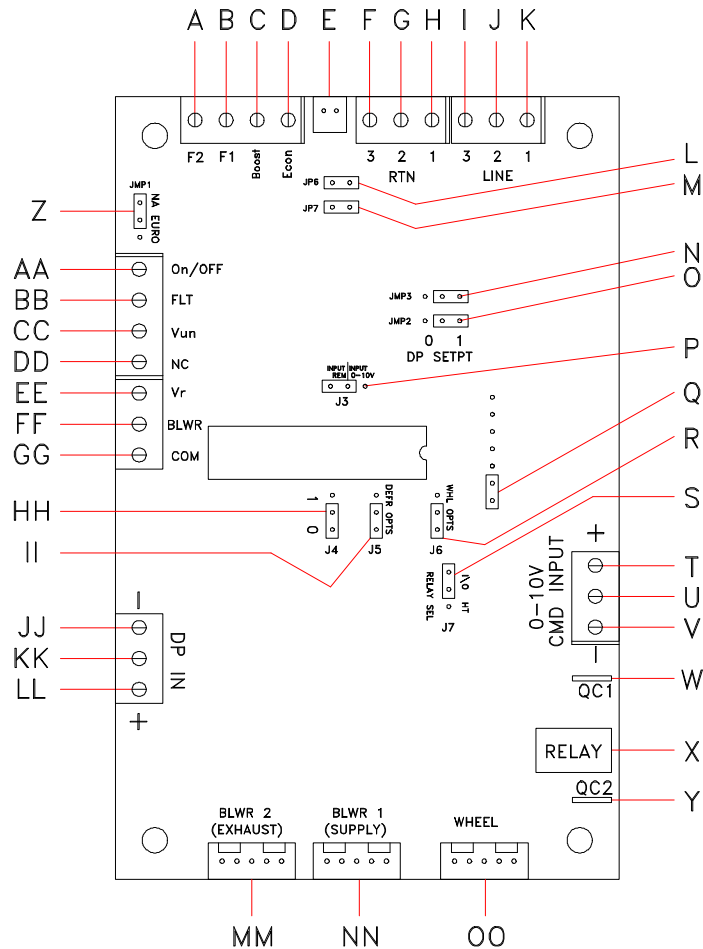 A B C D E F G H I J K
F2 F1 Boost Econ 3 2 1 3 2 1
RTN LINE
L
JP6
M
JP7
JMP1
NA EURO
Z
N
AA On/OFF
O
BB FLT
JMP3
CC Vun
JMP2
0 1
DP SETPT
DD NC
P
INPUT INPUT
REM 0-10V
J3
EE Vr
Q
FF BLWR
R
GG COM
S
HH
1
0
J4
DEFR OPTS
J5
WHL OPTS
J6
II
I\O HT
RELAY SEL
J7
+
0-10V
CMD INPUT
−
T
U
V
−
DP IN
+
JJ
KK
LL
W
QC1
X
RELAY
QC2
Y
BLWR 2
(EXHAUST)
BLWR 1
(SUPPLY)
WHEEL
MM NN OO